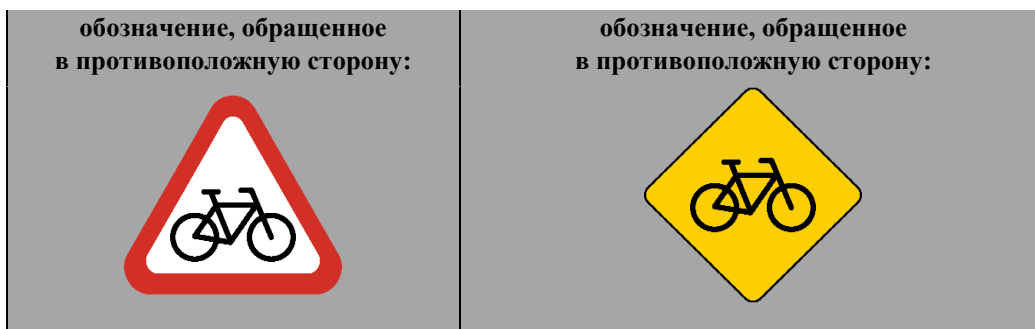 обозначение, обращенное
в противоположную сторону:
обозначение, обращенное
в противоположную сторону: